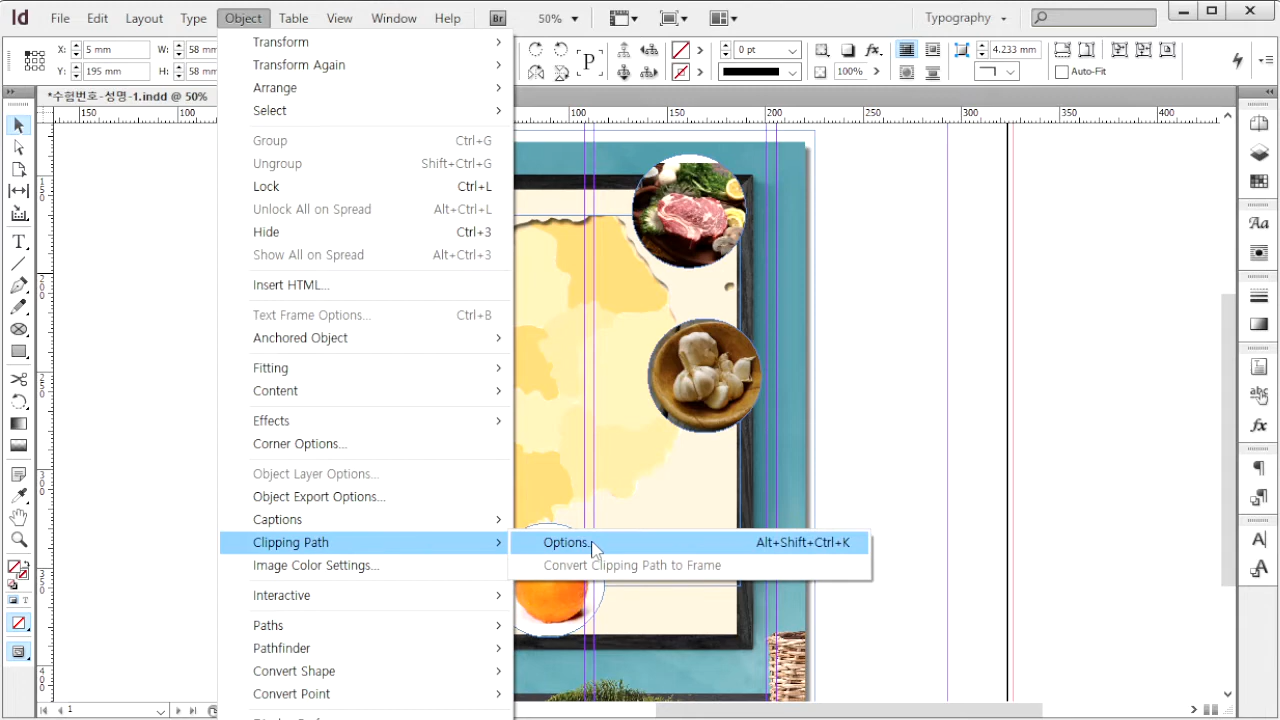 Id File Edit Layout Type Object Table View Window Help Br 50% Typography
X: 5 mm W: 58 mm 0 pt 4.233 mm
Y: 195 mm H: 58 mm P fx 100% Auto-Fit
*수험번호-성명-1.indd @ 50%
150 100 100 150 200 250 300 350 400
Transform
Transform Again
Arrange
Select
Group Ctrl+G
Ungroup Shift+Ctrl+G
Lock Ctrl+L
Unlock All on Spread Alt+Ctrl+L
Hide Ctrl+3
Show All on Spread Alt+Ctrl+3
Insert HTML...
Text Frame Options... Ctrl+B
Anchored Object
Fitting
Content
Effects
Corner Options...
Object Layer Options...
Object Export Options...
Captions
Clipping Path
Options... Alt+Shift+Ctrl+K
Convert Clipping Path to Frame
Image Color Settings...
Interactive
Paths
Pathfinder
Convert Shape
Convert Point
1